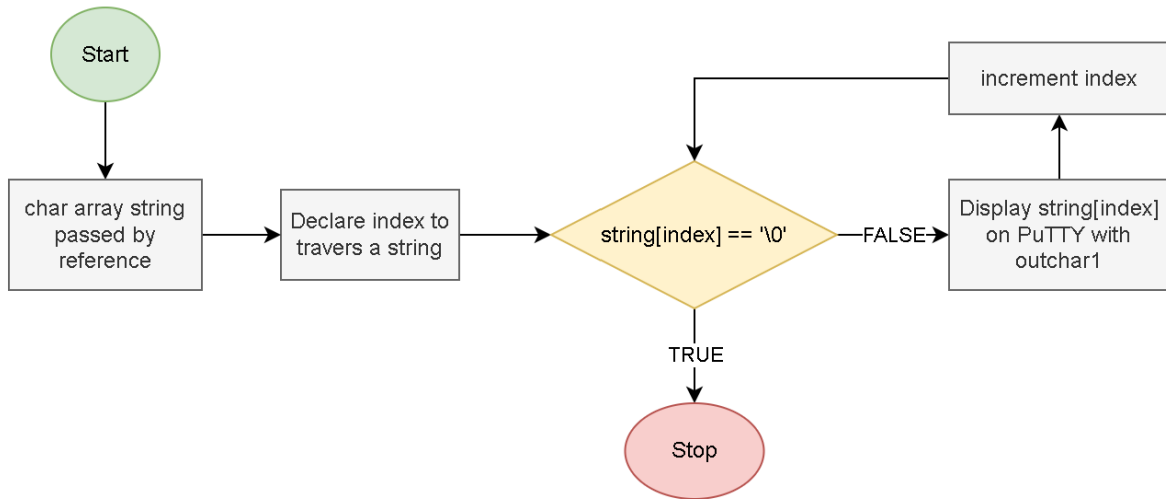 Start
char array string
passed by
reference
Declare index to
travers a string
string[index] == '\0'
FALSE
Display string[index]
on PuTTY with
outchar1
increment index
TRUE
Stop